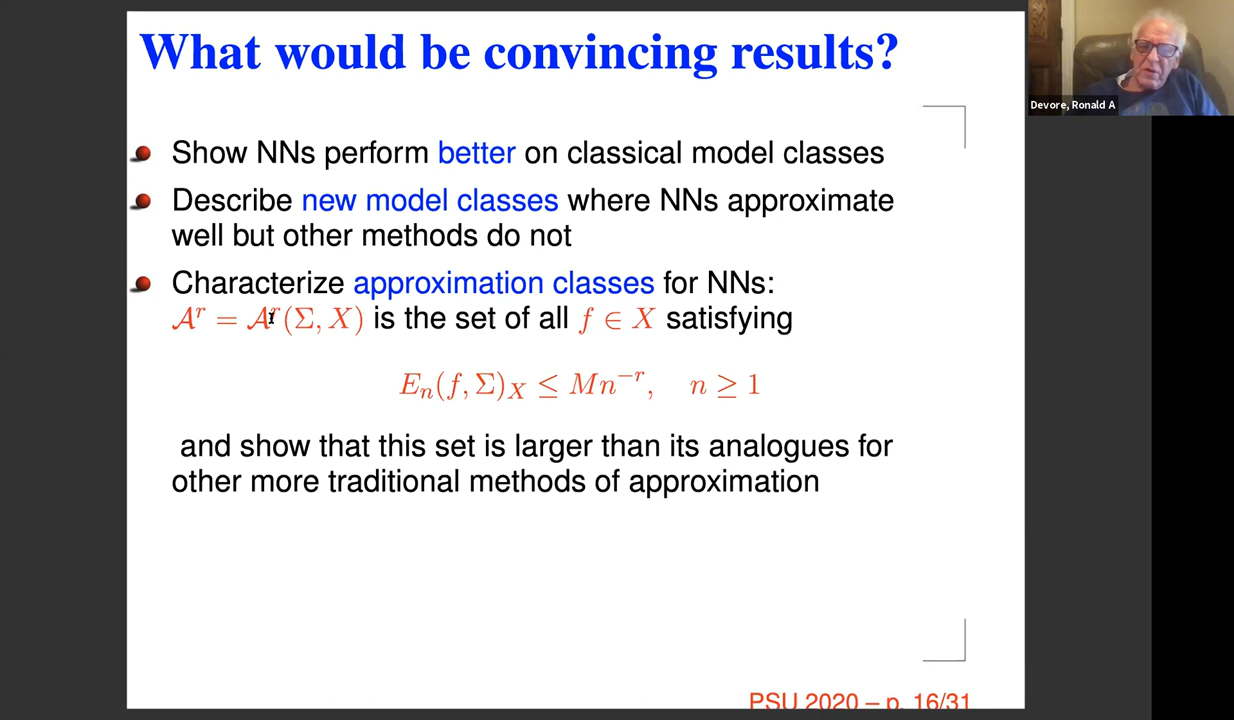 What would be convincing results?
Show NNs perform better on classical model classes
Describe new model classes where NNs approximate
well but other methods do not
Characterize approximation classes for NNs:
𝒜ʳ = 𝒜ʳ(Σ, X) is the set of all f ∈ X satisfying
Eₙ(f, Σ)_X ≤ Mn⁻ʳ, n ≥ 1
and show that this set is larger than its analogues for
other more traditional methods of approximation
PSU 2020 – p. 16/31
Devore, Ronald A